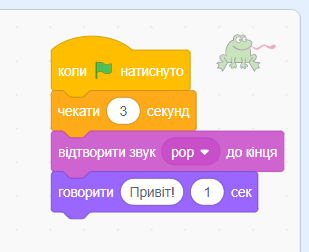 коли натиснуто
чекати 3 секунд
відтворити звук pop до кінця
говорити Привіт! 1 сек